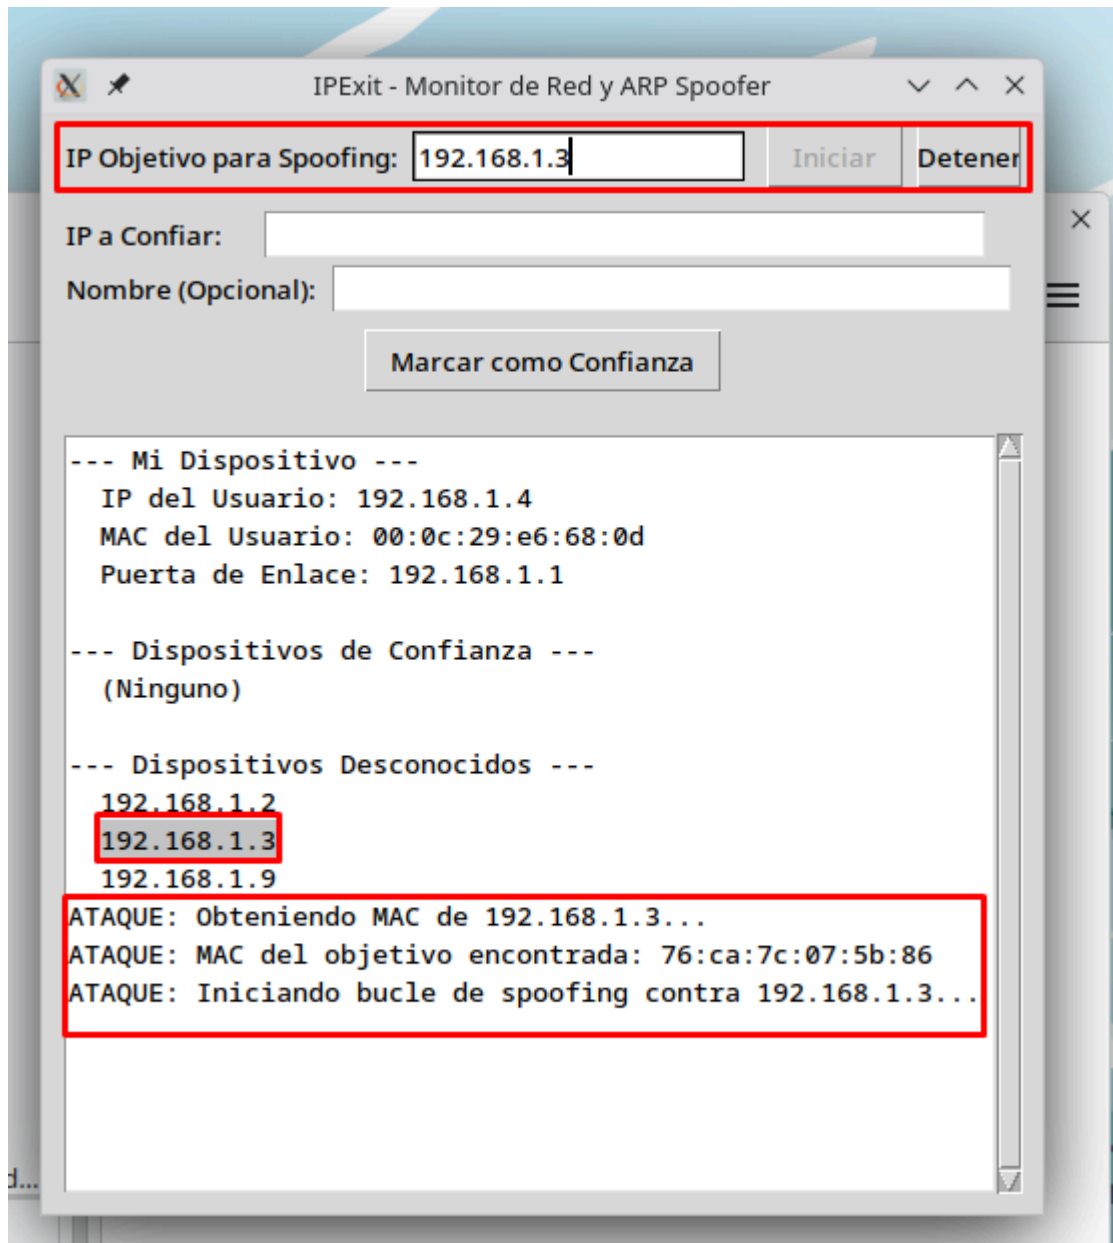 IPExit - Monitor de Red y ARP Spoofer
IP Objetivo para Spoofing: 192.168.1.3 Iniciar Detener
IP a Confiar:
Nombre (Opcional):
Marcar como Confianza
--- Mi Dispositivo ---
IP del Usuario: 192.168.1.4
MAC del Usuario: 00:0c:29:e6:68:0d
Puerta de Enlace: 192.168.1.1
--- Dispositivos de Confianza ---
(Ninguno)
--- Dispositivos Desconocidos ---
192.168.1.2
192.168.1.3
192.168.1.9
ATAQUE: Obteniendo MAC de 192.168.1.3...
ATAQUE: MAC del objetivo encontrada: 76:ca:7c:07:5b:86
ATAQUE: Iniciando bucle de spoofing contra 192.168.1.3...
d...